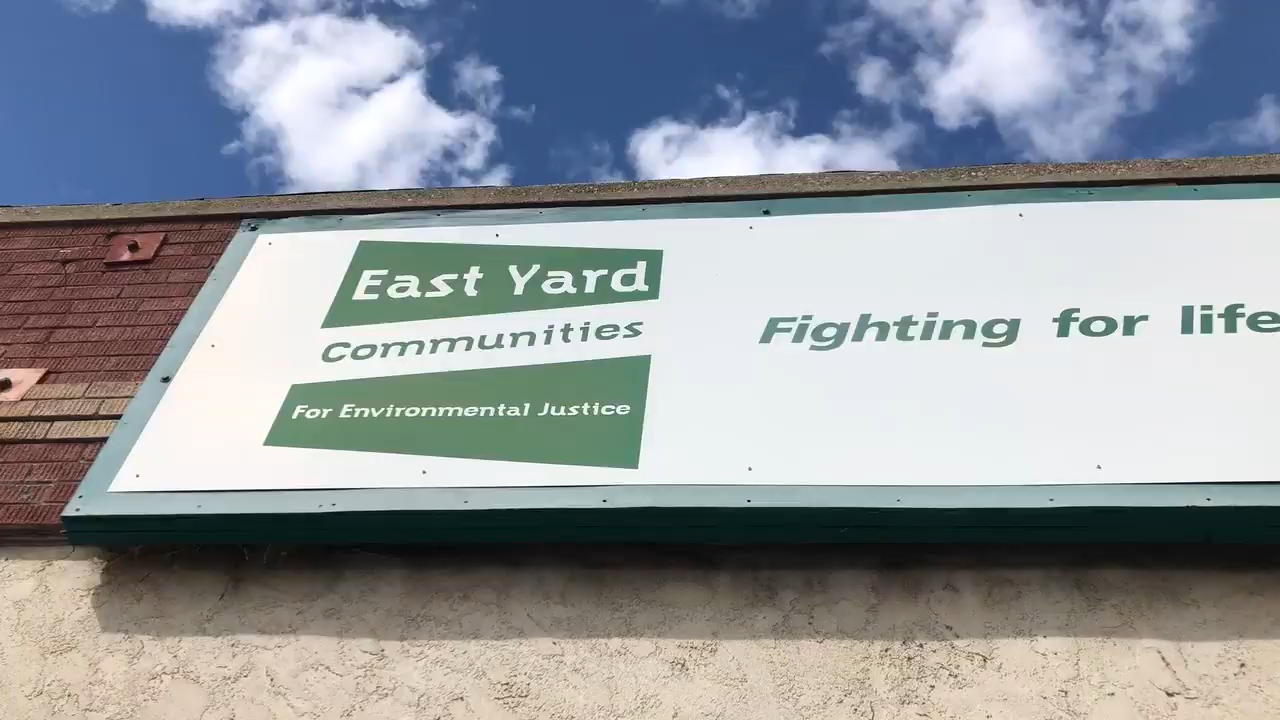 East Yard
Communities
For Environmental Justice
Fighting for life